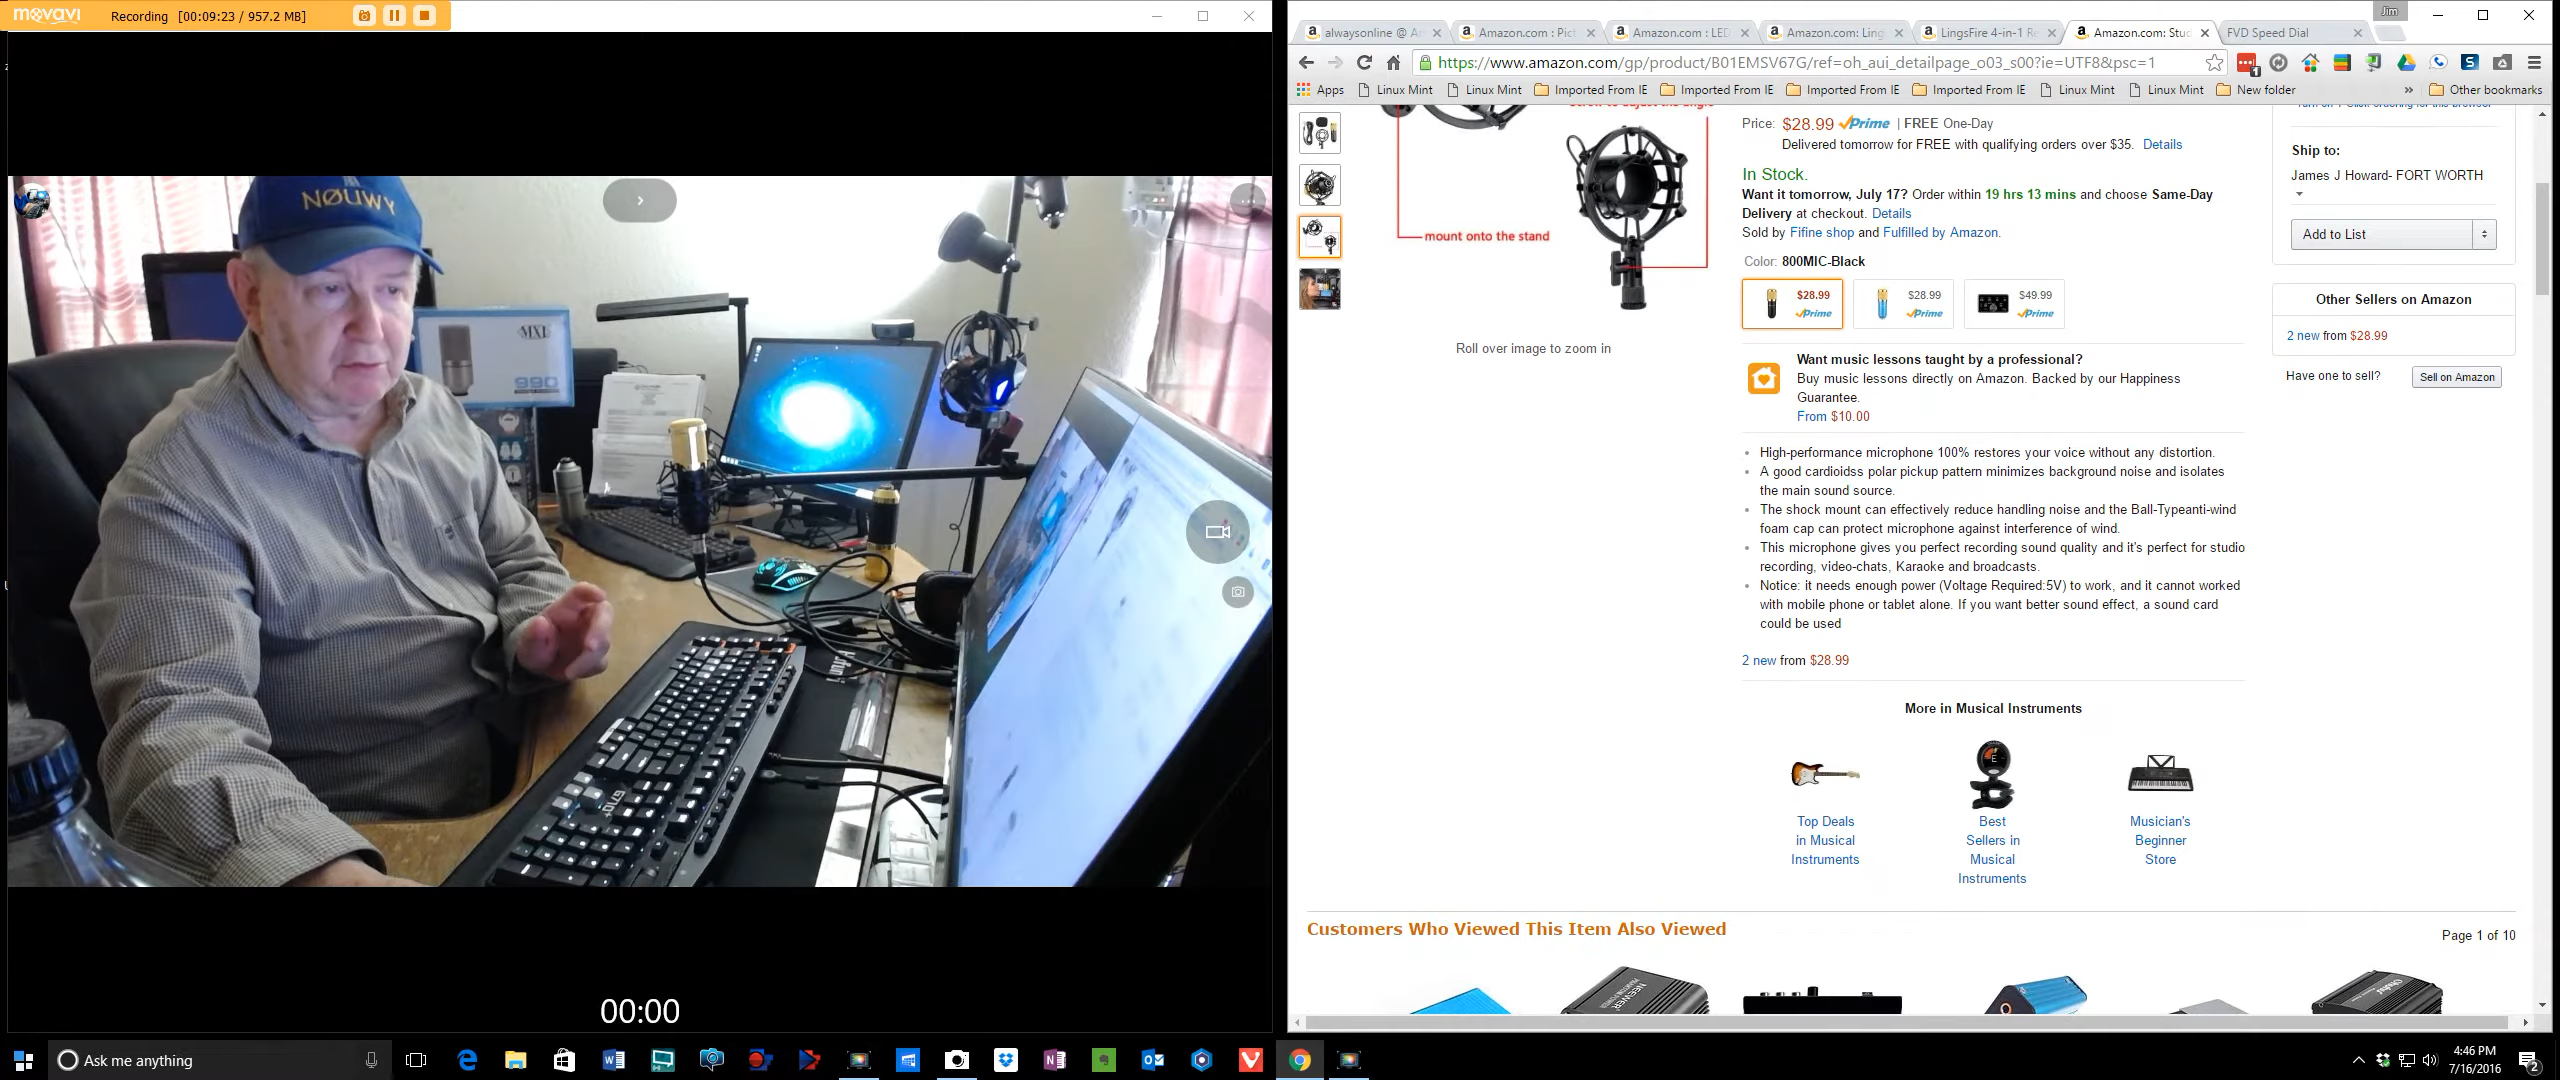 movavi
Recording [00:09:23 / 957.2 MB]
NØUWY
MXL
990
00:00
Jim
alwaysonline @ A
Amazon.com : Pict
Amazon.com : LED
Amazon.com: Ling
LingsFire 4-in-1 Re
Amazon.com: Stud
FVD Speed Dial
https://www.amazon.com/gp/product/B01EMSV67G/ref=oh_aui_detailpage_o03_s00?ie=UTF8&psc=1
Apps
Linux Mint
Linux Mint
Imported From IE
Imported From IE
Imported From IE
Imported From IE
Linux Mint
Linux Mint
New folder
»
Other bookmarks
mount onto the stand
Roll over image to zoom in
Price: $28.99 Prime | FREE One-Day
Delivered tomorrow for FREE with qualifying orders over $35. Details
In Stock.
Want it tomorrow, July 17? Order within 19 hrs 13 mins and choose Same-Day
Delivery at checkout. Details
Sold by Fifine shop and Fulfilled by Amazon.
Color: 800MIC-Black
$28.99 Prime
$28.99 Prime
$49.99 Prime
Want music lessons taught by a professional?
Buy music lessons directly on Amazon. Backed by our Happiness
Guarantee.
From $10.00
High-performance microphone 100% restores your voice without any distortion.
A good cardioidss polar pickup pattern minimizes background noise and isolates
the main sound source.
The shock mount can effectively reduce handling noise and the Ball-Typeanti-wind
foam cap can protect microphone against interference of wind.
This microphone gives you perfect recording sound quality and it's perfect for studio
recording, video-chats, Karaoke and broadcasts.
Notice: it needs enough power (Voltage Required:5V) to work, and it cannot worked
with mobile phone or tablet alone. If you want better sound effect, a sound card
could be used
2 new from $28.99
More in Musical Instruments
Top Deals
in Musical
Instruments
Best
Sellers in
Musical
Instruments
Musician's
Beginner
Store
Ship to:
James J Howard- FORT WORTH
Add to List
Other Sellers on Amazon
2 new from $28.99
Have one to sell?
Sell on Amazon
Customers Who Viewed This Item Also Viewed
Page 1 of 10
NEEWER
Ask me anything
4:46 PM
7/16/2016
2